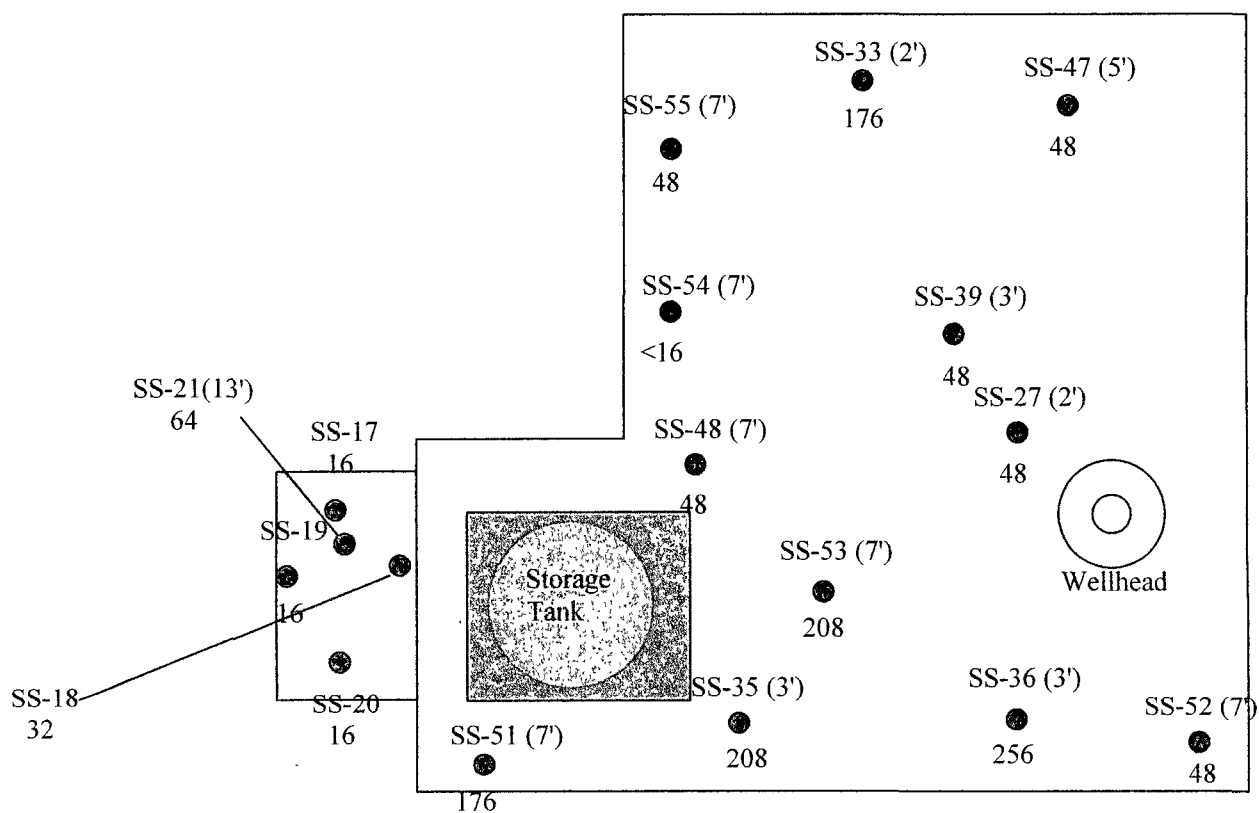 SS-33 (2')
176
SS-47 (5')
48
SS-55 (7')
48
SS-54 (7')
<16
SS-39 (3')
48
SS-21(13')
64
SS-17
16
SS-27 (2')
48
SS-48 (7')
48
SS-19
16
Storage
Tank
SS-53 (7')
208
Wellhead
SS-18
32
SS-20
16
SS-35 (3')
208
SS-36 (3')
256
SS-52 (7')
48
SS-51 (7')
176